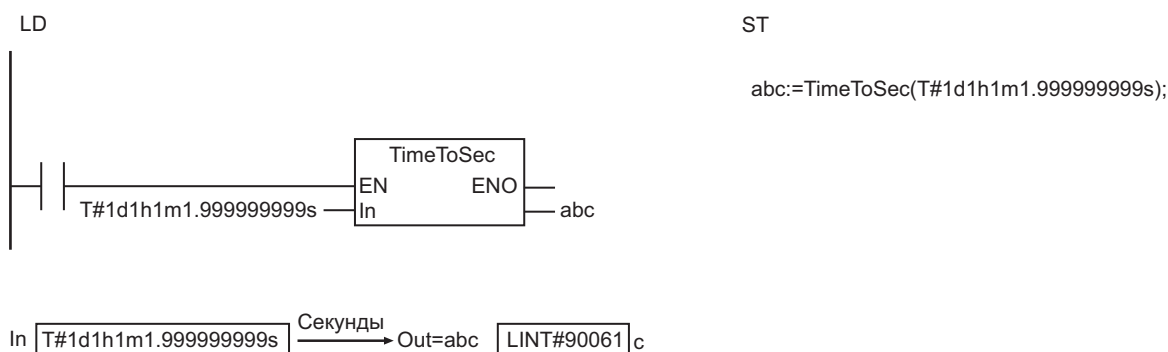 LD
ST
abc:=TimeToSec(T#1d1h1m1.999999999s);
TimeToSec
EN ENO
T#1d1h1m1.999999999s In abc
Секунды
In T#1d1h1m1.999999999s Out=abc LINT#90061 с